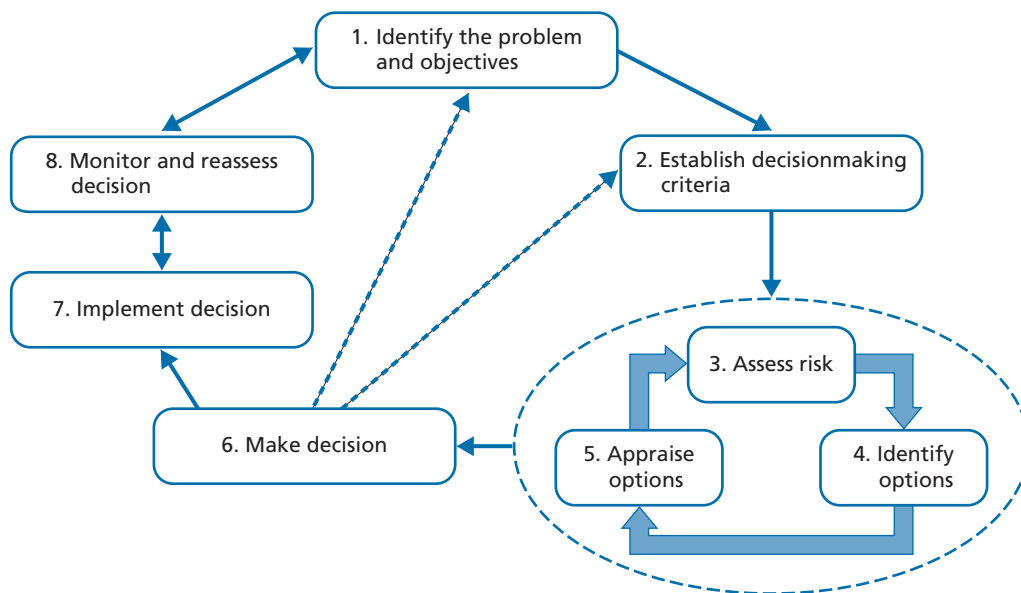 1. Identify the problem
and objectives
2. Establish decisionmaking
criteria
3. Assess risk
4. Identify
options
5. Appraise
options
6. Make decision
7. Implement decision
8. Monitor and reassess
decision